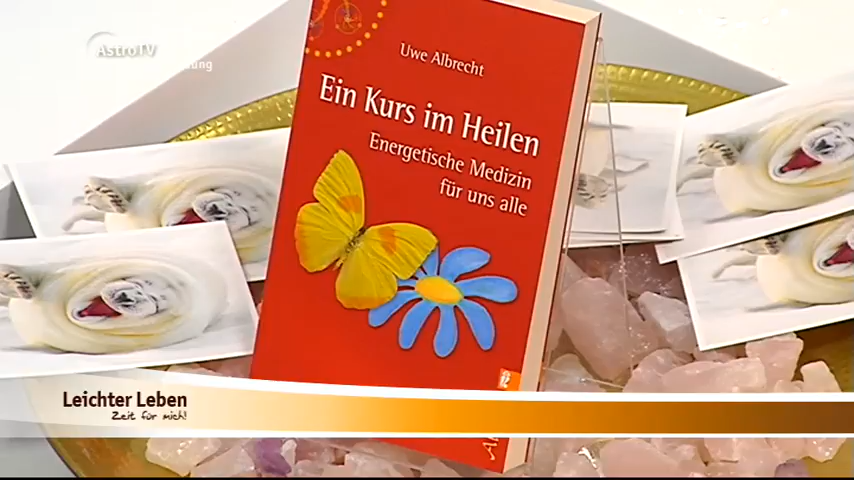 AstroTV
Uwe Albrecht
Ein Kurs im Heilen
Energetische Medizin
für uns alle
Leichter Leben
Zeit für mich!